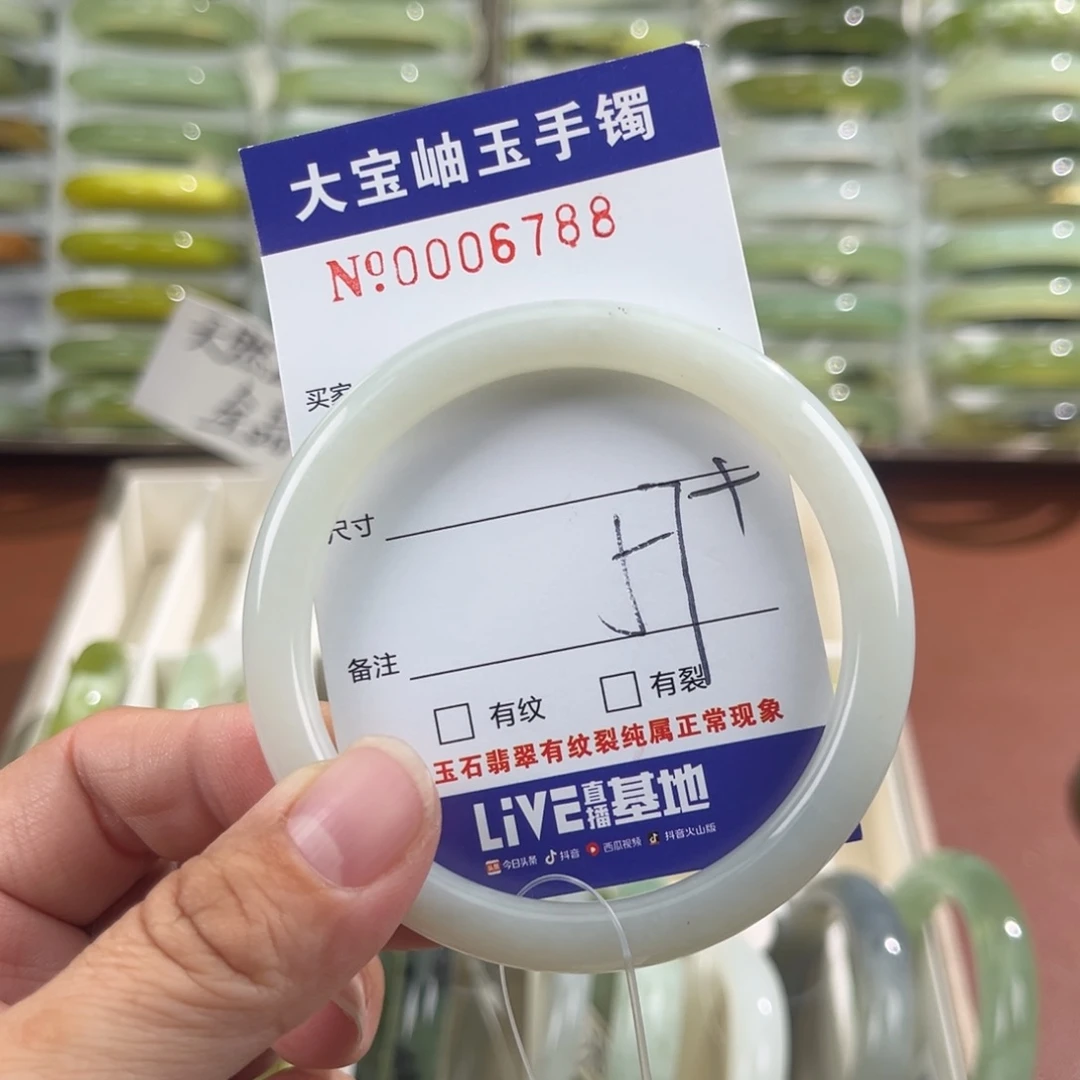 大宝岫玉手镯
№0006788
买家
尺寸
备注
有纹 有裂
玉石翡翠有纹裂纯属正常现象
LiVE直播基地
头条 今日头条 抖音 西瓜视频 抖音火山版